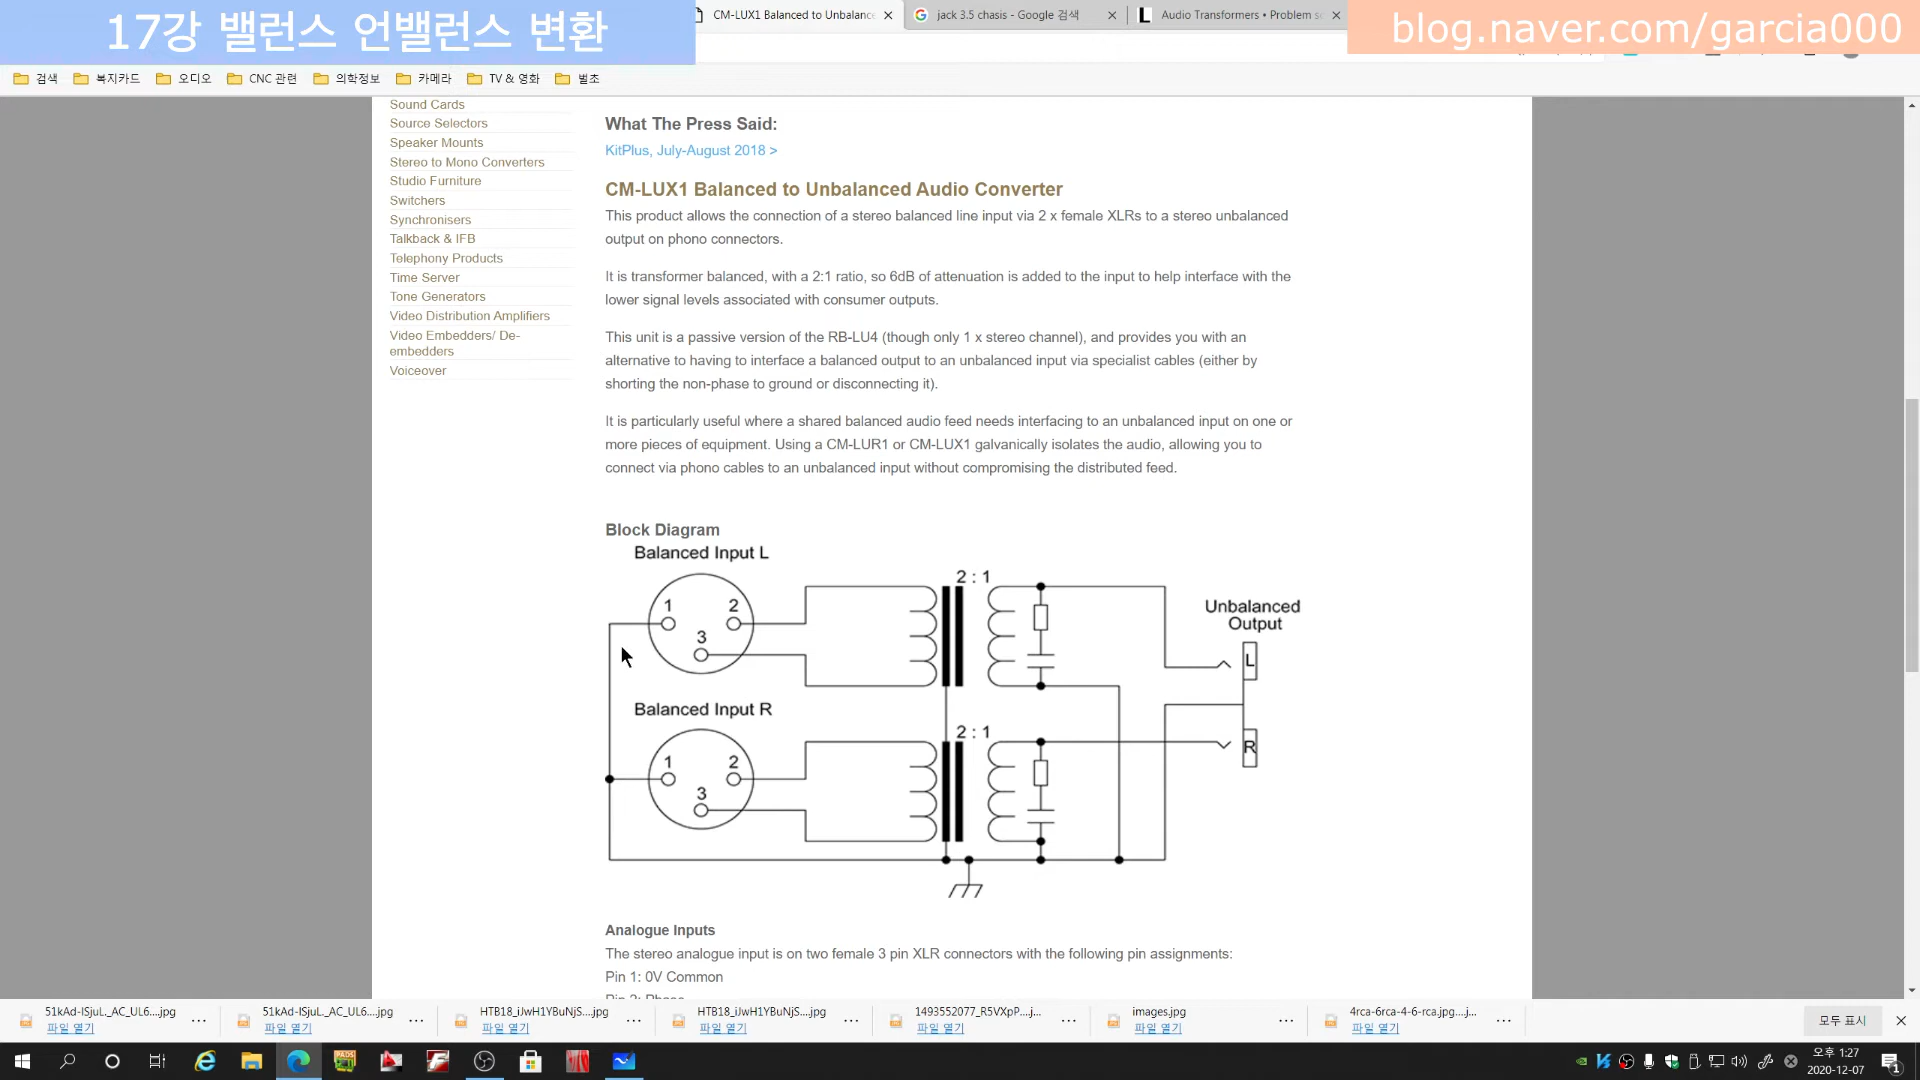 17강 밸런스 언밸런스 변환
CM-LUX1 Balanced to Unbalanc
jack 3.5 chasis - Google 검색
Audio Transformers • Problem s
blog.naver.com/garcia000
검색
복지카드
오디오
CNC 관련
의학정보
카메라
TV & 영화
벌초
Sound Cards
Source Selectors
Speaker Mounts
Stereo to Mono Converters
Studio Furniture
Switchers
Synchronisers
Talkback & IFB
Telephony Products
Time Server
Tone Generators
Video Distribution Amplifiers
Video Embedders/ De-
embedders
Voiceover
What The Press Said:
KitPlus, July-August 2018 >
CM-LUX1 Balanced to Unbalanced Audio Converter
This product allows the connection of a stereo balanced line input via 2 x female XLRs to a stereo unbalanced
output on phono connectors.
It is transformer balanced, with a 2:1 ratio, so 6dB of attenuation is added to the input to help interface with the
lower signal levels associated with consumer outputs.
This unit is a passive version of the RB-LU4 (though only 1 x stereo channel), and provides you with an
alternative to having to interface a balanced output to an unbalanced input via specialist cables (either by
shorting the non-phase to ground or disconnecting it).
It is particularly useful where a shared balanced audio feed needs interfacing to an unbalanced input on one or
more pieces of equipment. Using a CM-LUR1 or CM-LUX1 galvanically isolates the audio, allowing you to
connect via phono cables to an unbalanced input without compromising the distributed feed.
Block Diagram
Balanced Input L
1 2
3
2 : 1
Unbalanced
Output
L
Balanced Input R
1 2
3
2 : 1
R
Analogue Inputs
The stereo analogue input is on two female 3 pin XLR connectors with the following pin assignments:
Pin 1: 0V Common
Pin 2: Phase
51kAd-ISjuL._AC_UL6....jpg
파일 열기
51kAd-ISjuL._AC_UL6....jpg
파일 열기
HTB18_iJwH1YBuNjS....jpg
파일 열기
HTB18_iJwH1YBuNjS....jpg
파일 열기
1493552077_R5VXpP....j...
파일 열기
images.jpg
파일 열기
4rca-6rca-4-6-rca.jpg....j...
파일 열기
모두 표시
오후 1:27
2020-12-07
1